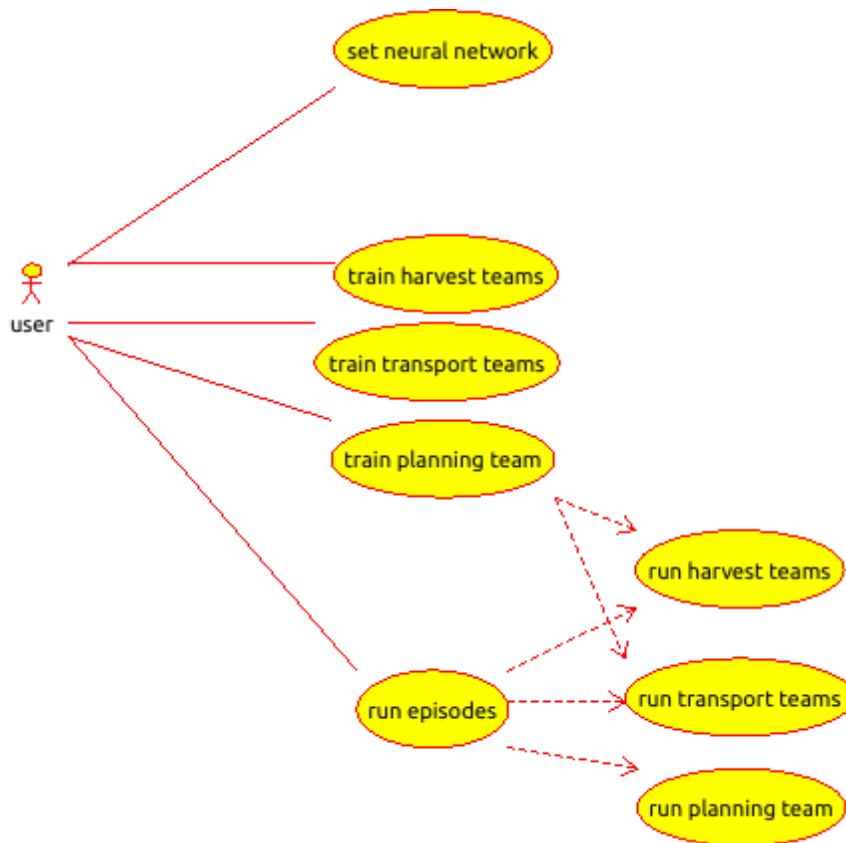 set neural network
train harvest teams
user
train transport teams
train planning team
run harvest teams
run episodes
run transport teams
run planning team